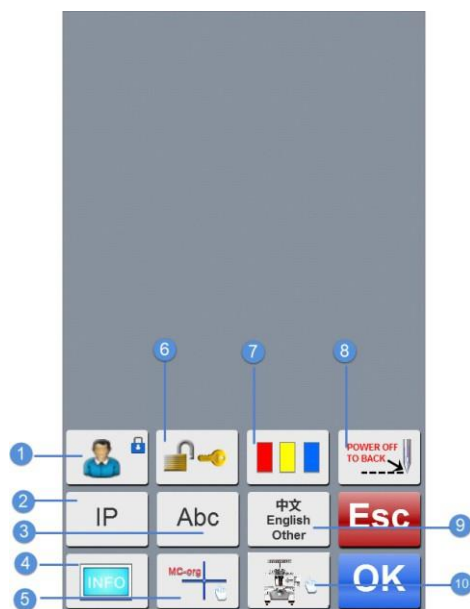 6
7
8
1
POWER OFF
TO BACK
2
IP
3
Abc
中文
English
Other
9
Esc
4
INFO
5
MC-org
10
OK